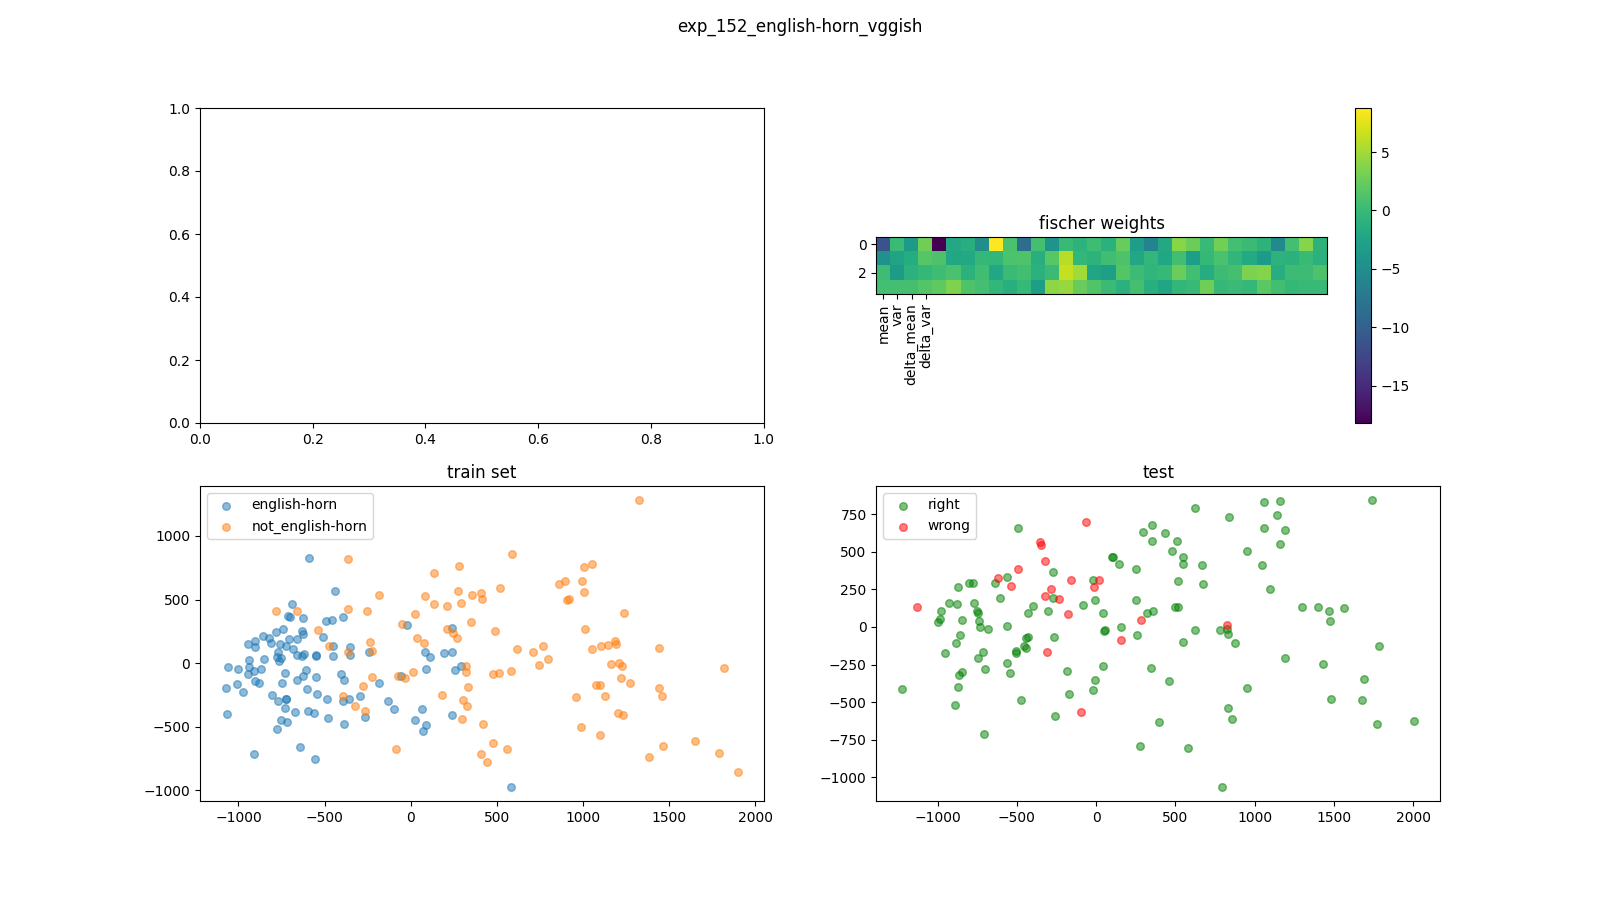 exp_152_english-horn_vggish
1.0
0.8
0.6
0.4
0.2
0.0
0.0 0.2 0.4 0.6 0.8 1.0
fischer weights
0
2
mean
var
delta_mean
delta_var
5
0
−5
−10
−15
train set
english-horn
not_english-horn
1000
500
0
−500
−1000
−1000 −500 0 500 1000 1500 2000
test
right
wrong
750
500
250
0
−250
−500
−750
−1000
−1000 −500 0 500 1000 1500 2000